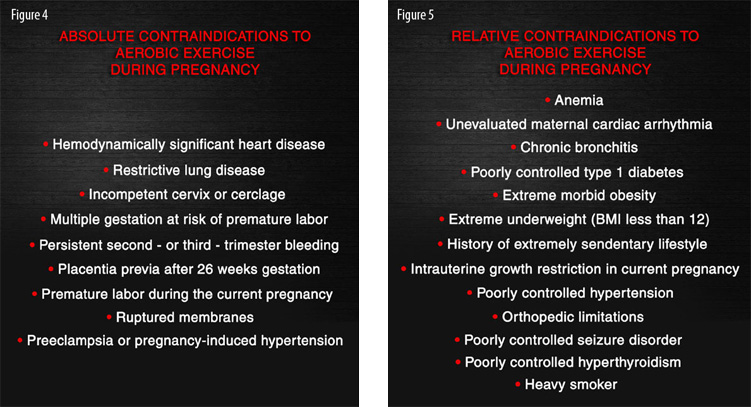 Figure 4
ABSOLUTE CONTRAINDICATIONS TO
AEROBIC EXERCISE
DURING PREGNANCY
• Hemodynamically significant heart disease
• Restrictive lung disease
• Incompetent cervix or cerclage
• Multiple gestation at risk of premature labor
• Persistent second - or third - trimester bleeding
• Placentia previa after 26 weeks gestation
• Premature labor during the current pregnancy
• Ruptured membranes
• Preeclampsia or pregnancy-induced hypertension
Figure 5
RELATIVE CONTRAINDICATIONS TO
AEROBIC EXERCISE
DURING PREGNANCY
• Anemia
• Unevaluated maternal cardiac arrhythmia
• Chronic bronchitis
• Poorly controlled type 1 diabetes
• Extreme morbid obesity
• Extreme underweight (BMI less than 12)
• History of extremely sendentary lifestyle
• Intrauterine growth restriction in current pregnancy
• Poorly controlled hypertension
• Orthopedic limitations
• Poorly controlled seizure disorder
• Poorly controlled hyperthyroidism
• Heavy smoker